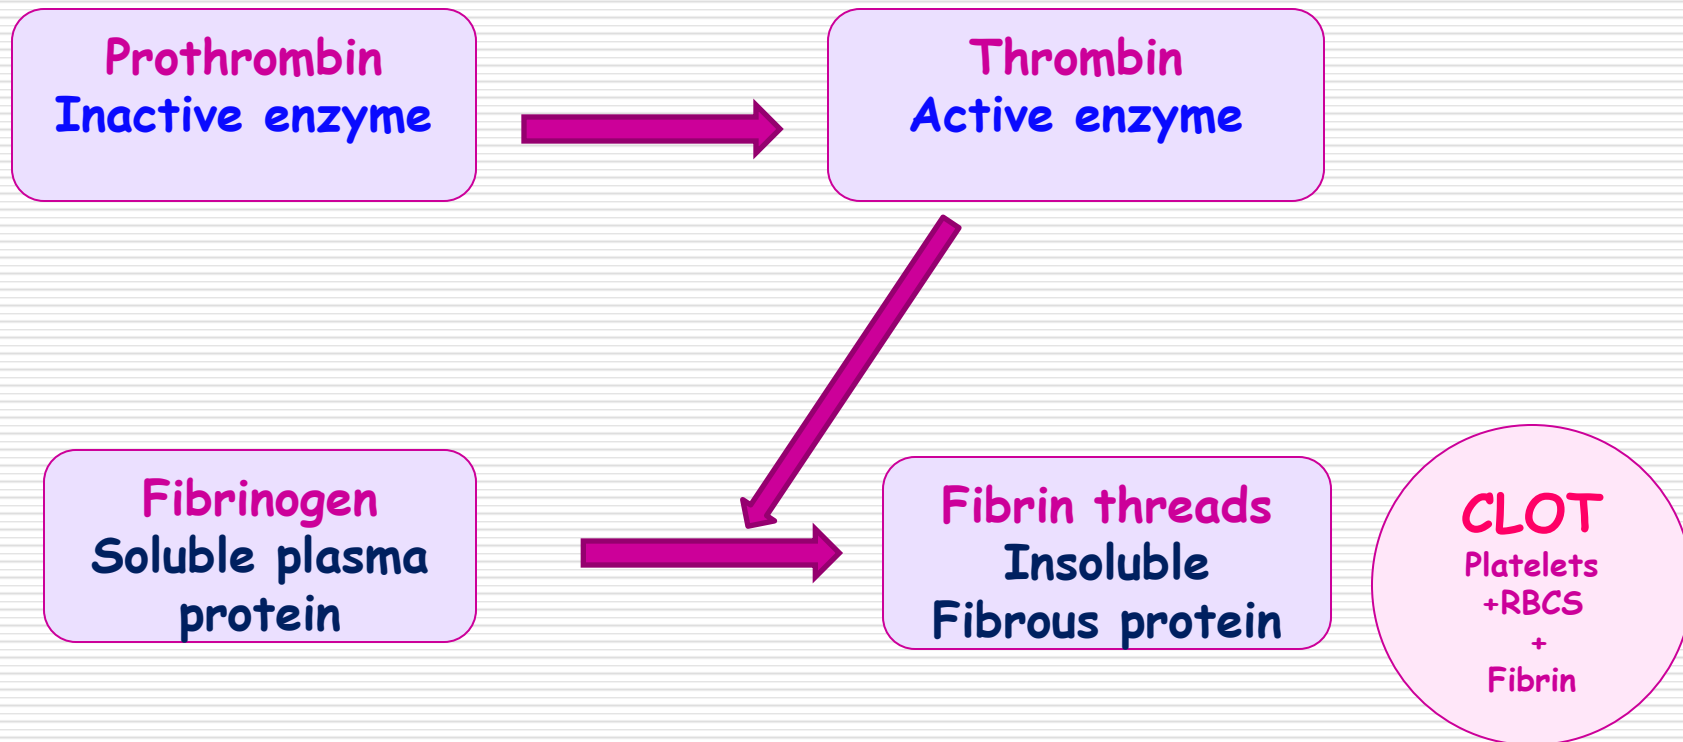 Prothrombin
Inactive enzyme
Thrombin
Active enzyme
Fibrinogen
Soluble plasma
protein
Fibrin threads
Insoluble
Fibrous protein
CLOT
Platelets
+RBCS
+
Fibrin